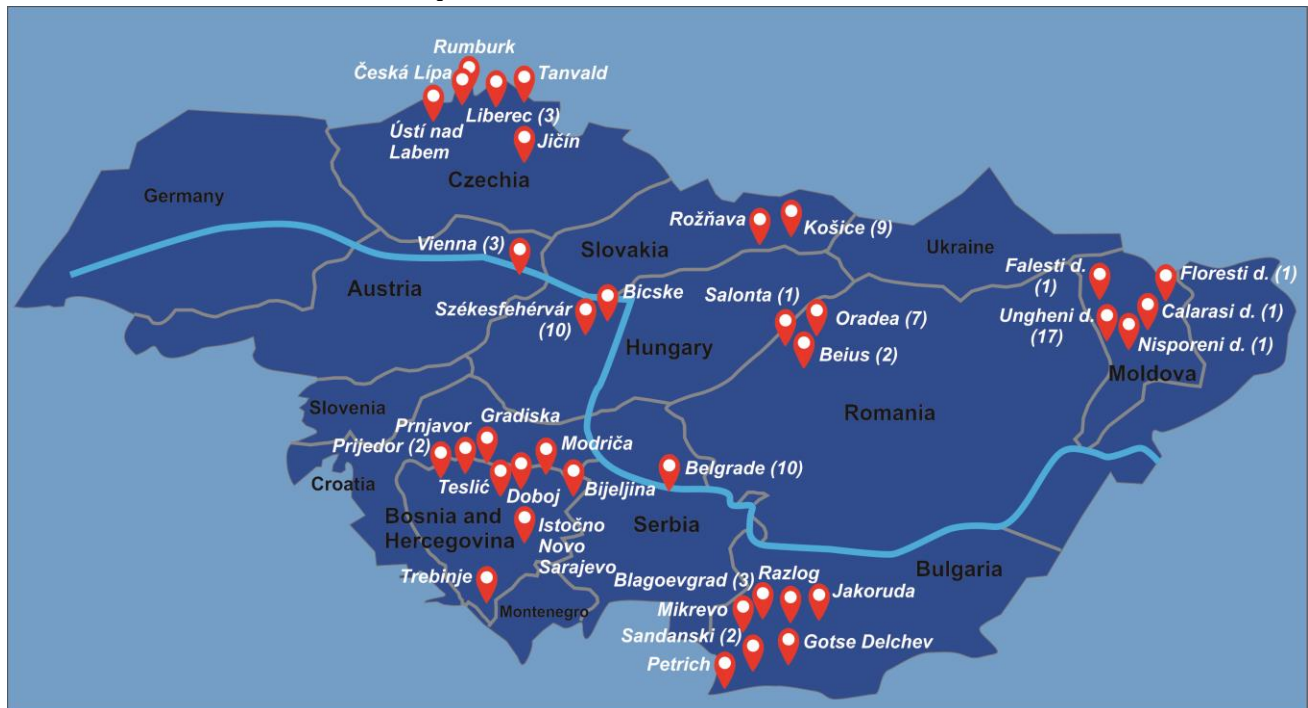 Rumburk
Česká Lípa
Tanvald
Liberec (3)
Ústí nad
Labem
Jičín
Czechia
Germany
Rožňava
Košice (9)
Vienna (3)
Slovakia
Ukraine
Falesti d.
(1)
Floresti d. (1)
Austria
Bicske
Salonta (1)
Székesfehérvár
(10)
Oradea (7)
Ungheni d.
(17)
Calarasi d. (1)
Nisporeni d. (1)
Hungary
Beius (2)
Moldova
Slovenia
Romania
Gradiska
Prnjavor
Prijedor (2)
Modriča
Croatia
Teslić
Doboj
Bijeljina
Belgrade (10)
Bosnia and
Hercegovina
Istočno
Novo
Sarajevo
Serbia
Trebinje
Montenegro
Bulgaria
Blagoevgrad (3)
Razlog
Jakoruda
Mikrevo
Sandanski (2)
Gotse Delchev
Petrich